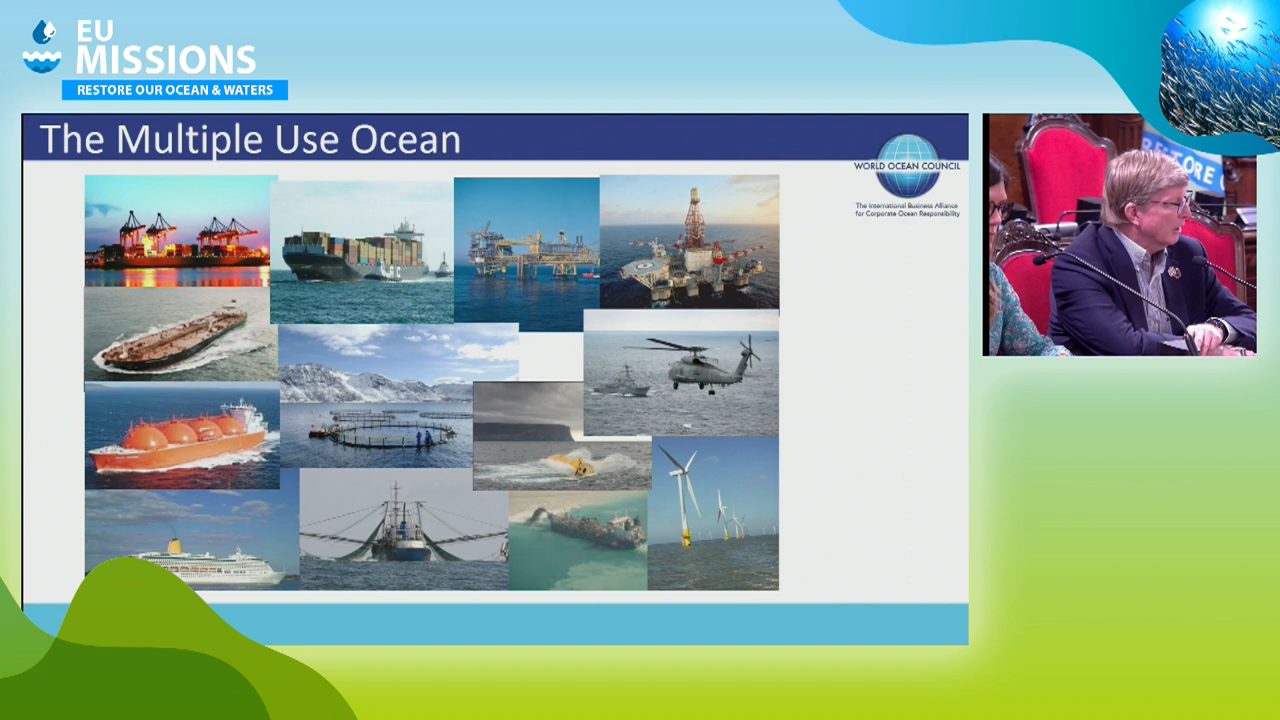 EU
MISSIONS
RESTORE OUR OCEAN & WATERS
The Multiple Use Ocean
WORLD OCEAN COUNCIL
The International Business Alliance
for Corporate Ocean Responsibility
RESTORE